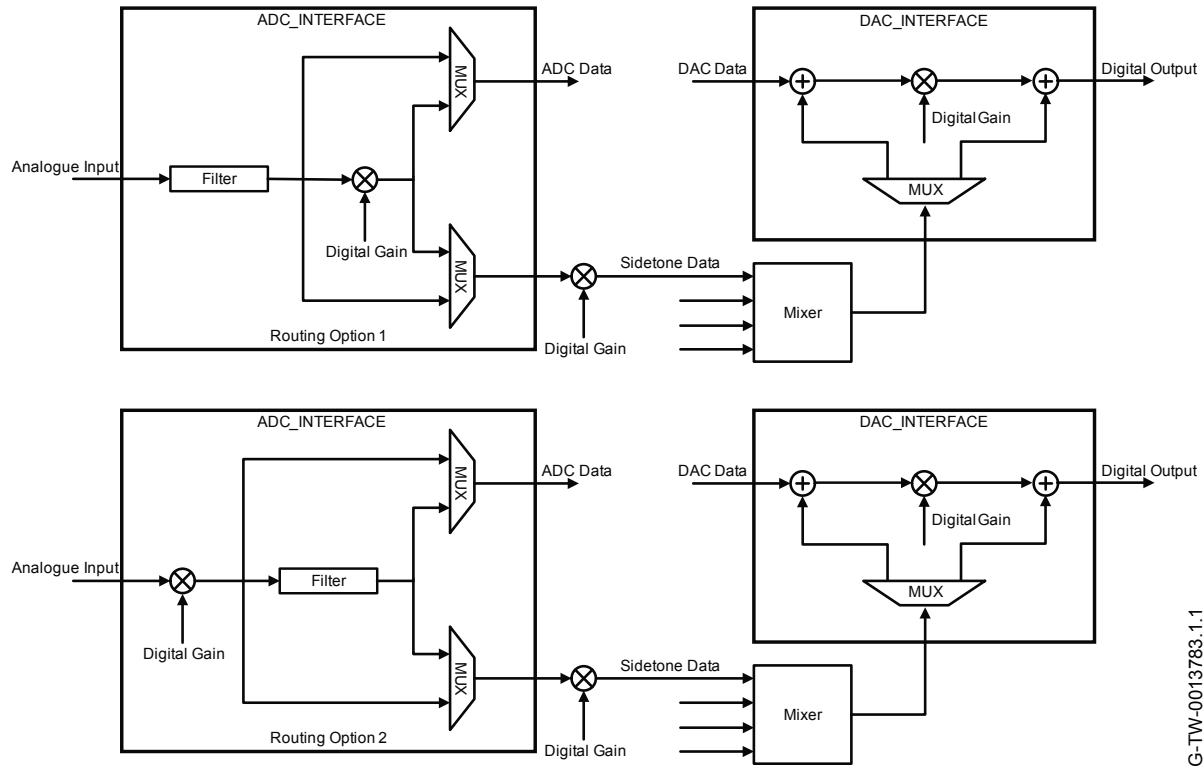 ADC_INTERFACE
DAC_INTERFACE
MUX
ADC Data
DAC Data
Digital Output
Digital Gain
Analogue Input
Filter
MUX
Digital Gain
MUX
Sidetone Data
Mixer
Routing Option 1
Digital Gain
ADC_INTERFACE
DAC_INTERFACE
MUX
ADC Data
DAC Data
Digital Output
Digital Gain
Analogue Input
Filter
MUX
Digital Gain
MUX
Sidetone Data
Mixer
Routing Option 2
Digital Gain
G-TW-0013783.1.1